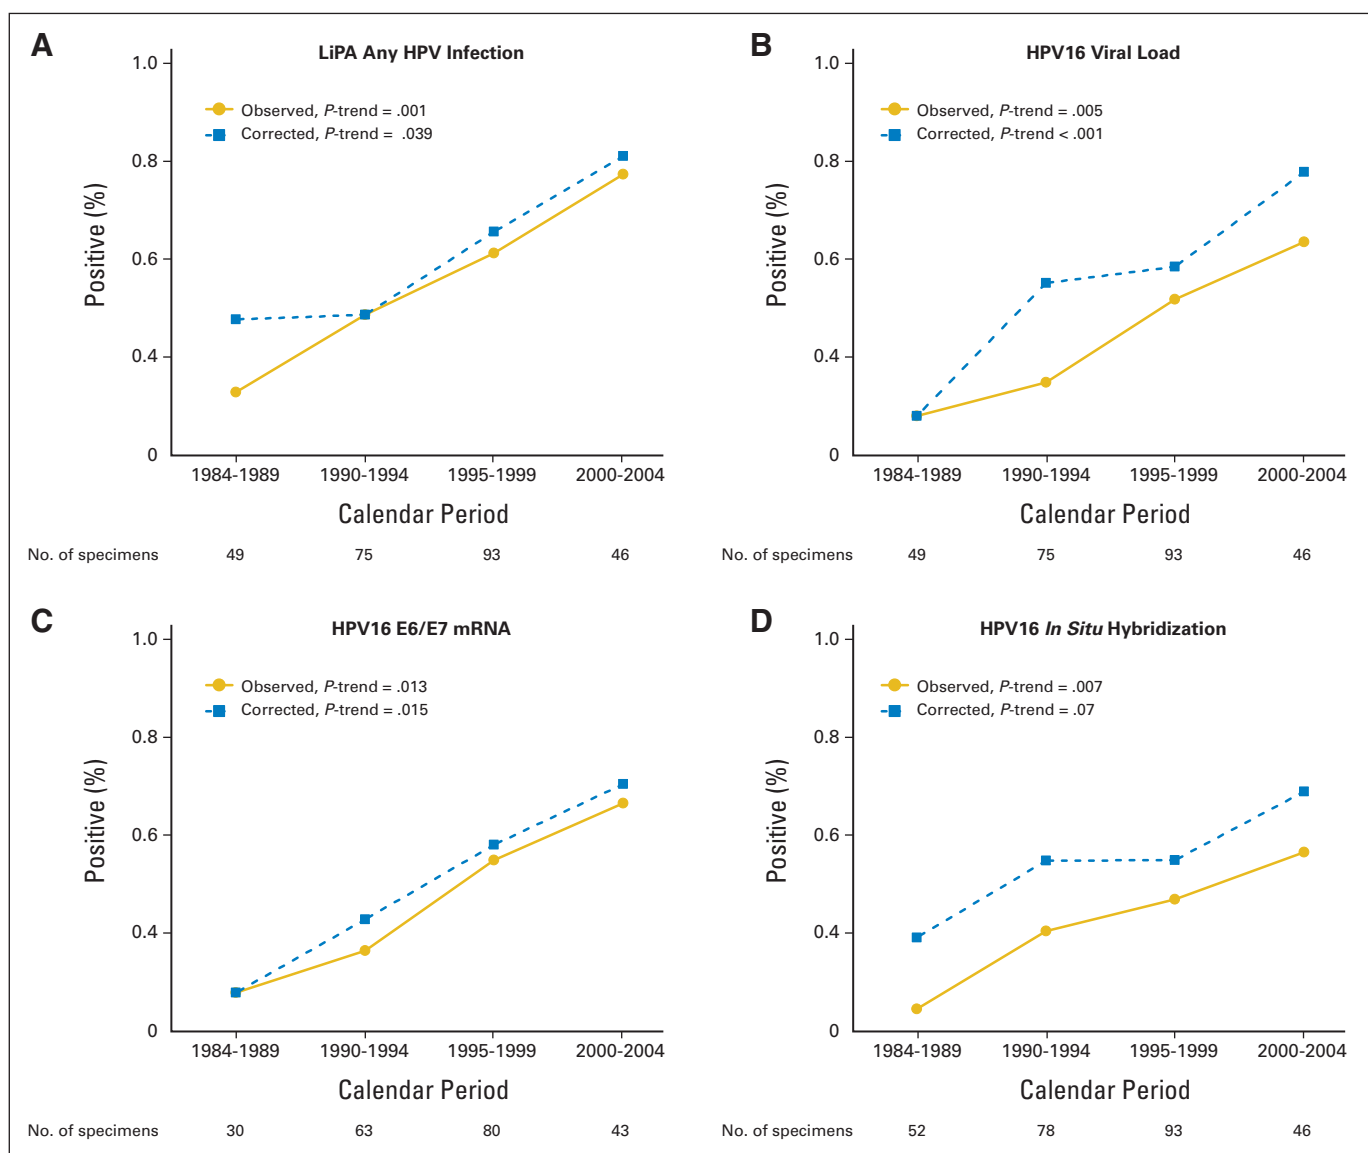 A
LiPA Any HPV Infection
1.0
0.8
0.6
0.4
0
Positive (%)
Observed, P-trend = .001
Corrected, P-trend = .039
1984-1989 1990-1994 1995-1999 2000-2004
Calendar Period
No. of specimens 49 75 93 46
B
HPV16 Viral Load
1.0
0.8
0.6
0.4
0
Positive (%)
Observed, P-trend = .005
Corrected, P-trend < .001
1984-1989 1990-1994 1995-1999 2000-2004
Calendar Period
No. of specimens 49 75 93 46
C
HPV16 E6/E7 mRNA
1.0
0.8
0.6
0.4
0
Positive (%)
Observed, P-trend = .013
Corrected, P-trend = .015
1984-1989 1990-1994 1995-1999 2000-2004
Calendar Period
No. of specimens 30 63 80 43
D
HPV16 In Situ Hybridization
1.0
0.8
0.6
0.4
0
Positive (%)
Observed, P-trend = .007
Corrected, P-trend = .07
1984-1989 1990-1994 1995-1999 2000-2004
Calendar Period
No. of specimens 52 78 93 46